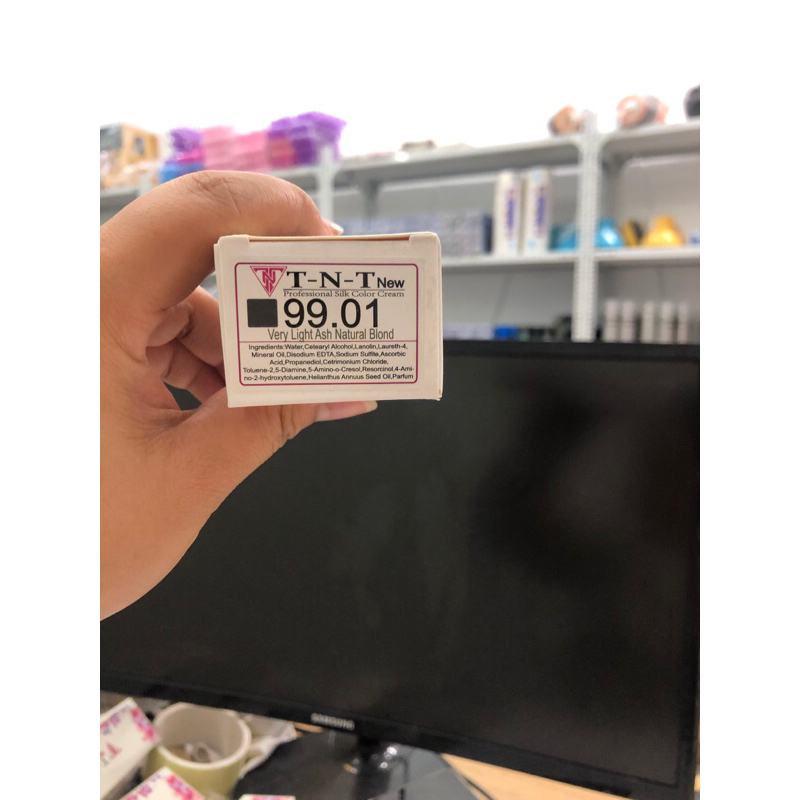 T-N-T New
Professional Silk Color Cream
99.01
Very Light Ash Natural Blond
Ingredients:Water,Cetearyl Alcohol,Lanolin,Laureth-4,
Mineral Oil,Disodium EDTA,Sodium Sulfite,Ascorbic
Acid,Propanediol,Cetrimonium Chloride,
Toluene-2,5-Diamine,5-Amino-o-Cresol,Resorcinol,4-Ami-
no-2-hydroxytoluene,Helianthus Annuus Seed Oil,Parfum
SAMSUNG